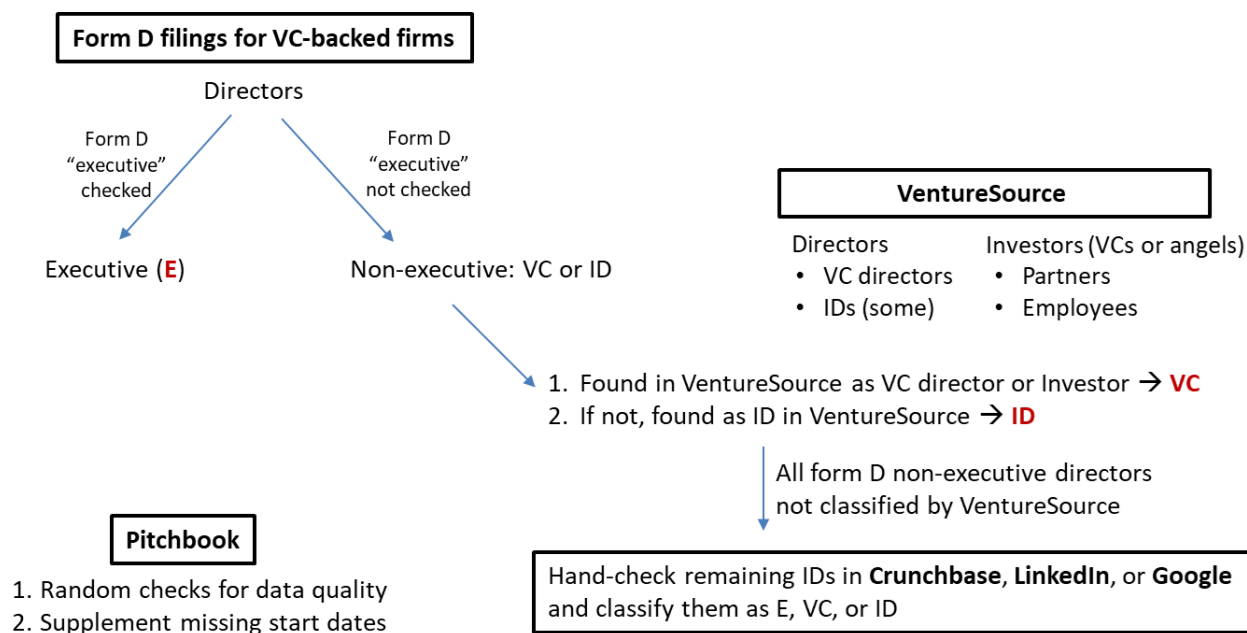 Form D filings for VC-backed firms
Directors
Form D
“executive”
checked
Form D
“executive”
not checked
Executive (E)
Non-executive: VC or ID
VentureSource
Directors
• VC directors
• IDs (some)
Investors (VCs or angels)
• Partners
• Employees
1. Found in VentureSource as VC director or Investor → VC
2. If not, found as ID in VentureSource → ID
All form D non-executive directors
not classified by VentureSource
Pitchbook
1. Random checks for data quality
2. Supplement missing start dates
Hand-check remaining IDs in Crunchbase, LinkedIn, or Google
and classify them as E, VC, or ID